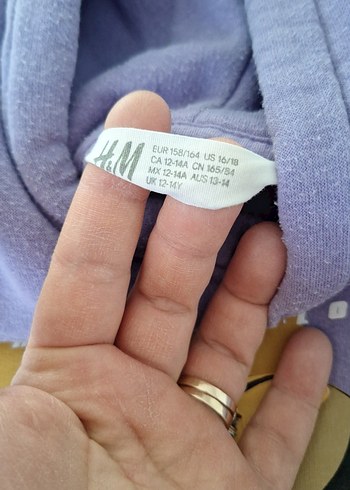 H&M
EUR 158/164 US 16/18
CA 12-14A CN 165/84
MX 12-14A AUS 13-14
UK 12-14Y